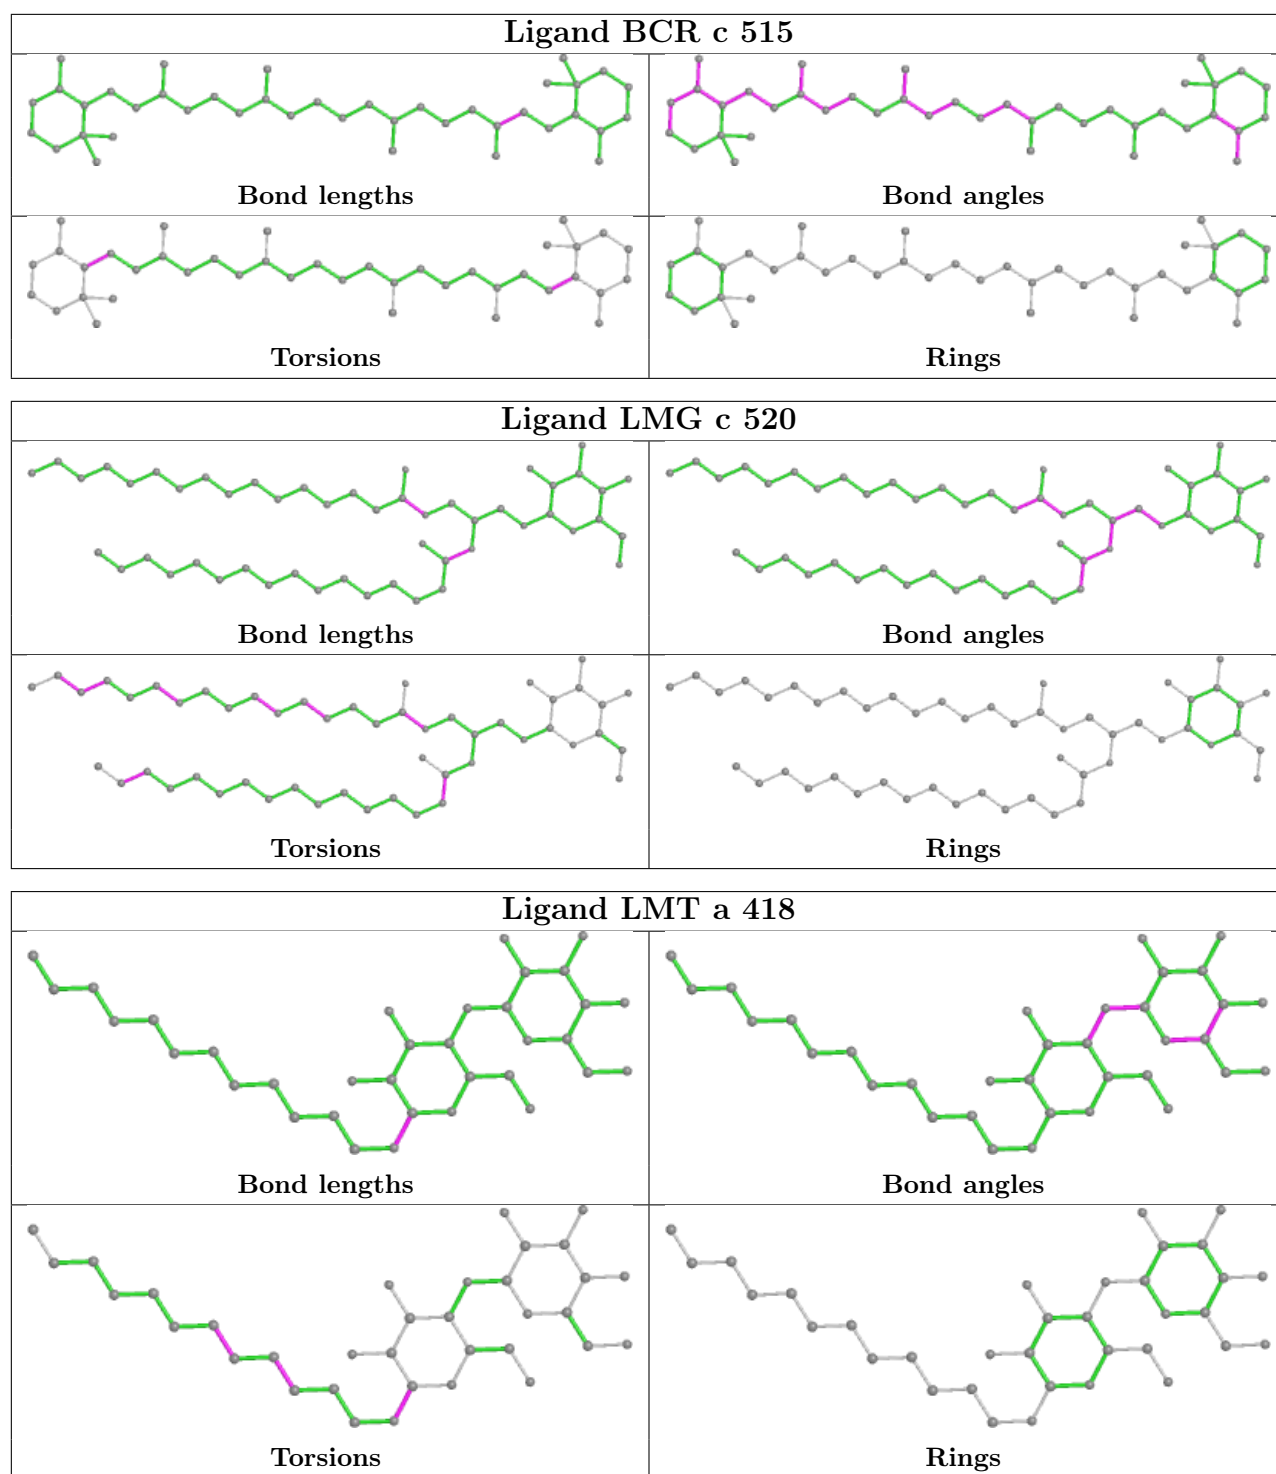 Ligand BCR c 515
Bond lengths
Bond angles
Torsions
Rings
Ligand LMG c 520
Bond lengths
Bond angles
Torsions
Rings
Ligand LMT a 418
Bond lengths
Bond angles
Torsions
Rings